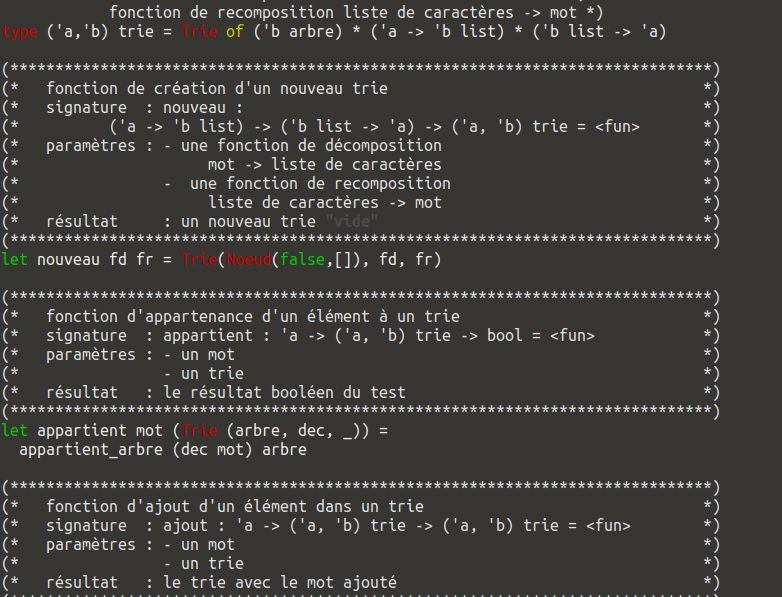 fonction de recomposition liste de caractères -> mot *)
type ('a,'b) trie = Trie of ('b arbre) * ('a -> 'b list) * ('b list -> 'a)
(******************************************************************************)
(*   fonction de création d'un nouveau trie                                   *)
(*   signature  : nouveau :                                                   *)
(*          ('a -> 'b list) -> ('b list -> 'a) -> ('a, 'b) trie = <fun>       *)
(*   paramètres : - une fonction de décomposition                             *)
(*                     mot -> liste de caractères                             *)
(*                -  une fonction de recomposition                            *)
(*                     liste de caractères -> mot                             *)
(*   résultat     : un nouveau trie "vide"                                    *)
(******************************************************************************)
let nouveau fd fr = Trie(Noeud(false,[]), fd, fr)
(******************************************************************************)
(*   fonction d'appartenance d'un élément à un trie                           *)
(*   signature  : appartient : 'a -> ('a, 'b) trie -> bool = <fun>            *)
(*   paramètres : - un mot                                                    *)
(*                - un trie                                                   *)
(*   résultat   : le résultat booléen du test                                 *)
(******************************************************************************)
let appartient mot (Trie (arbre, dec, _)) =
  appartient_arbre (dec mot) arbre
(******************************************************************************)
(*   fonction d'ajout d'un élément dans un trie                               *)
(*   signature  : ajout : 'a -> ('a, 'b) trie -> ('a, 'b) trie = <fun>        *)
(*   paramètres : - un mot                                                    *)
(*                - un trie                                                   *)
(*   résultat   : le trie avec le mot ajouté                                  *)